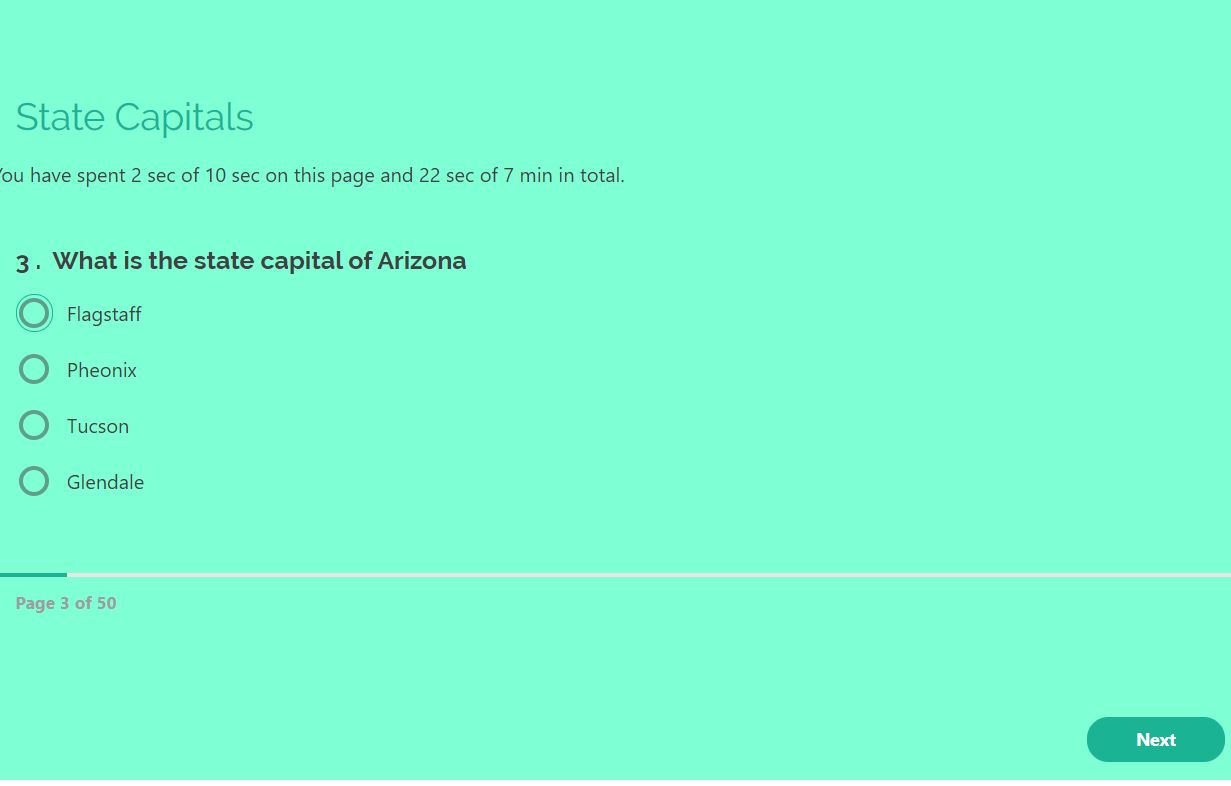 State Capitals
You have spent 2 sec of 10 sec on this page and 22 sec of 7 min in total.
3 . What is the state capital of Arizona
Flagstaff
Pheonix
Tucson
Glendale
Page 3 of 50
Next